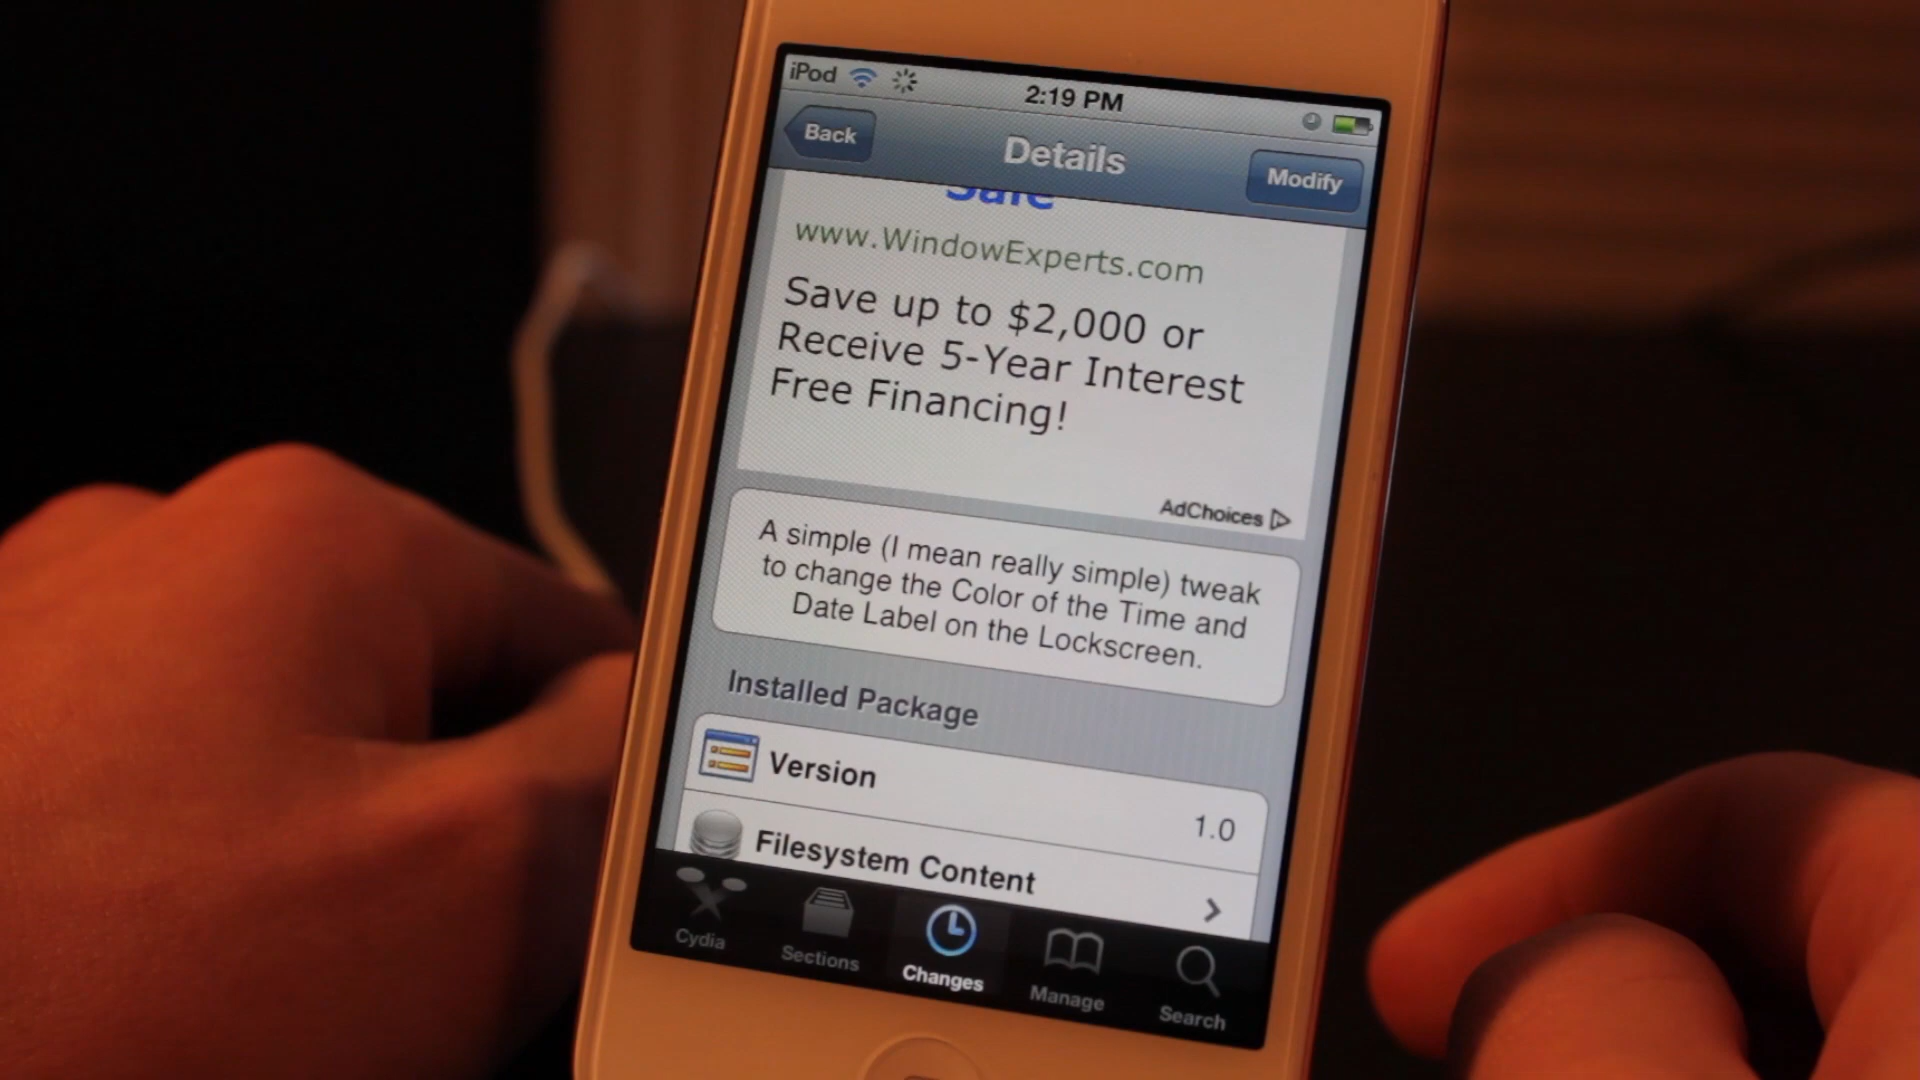 iPod
2:19 PM
Back
Details
Modify
Safe
www.WindowExperts.com
Save up to $2,000 or
Receive 5-Year Interest
Free Financing!
AdChoices
A simple (I mean really simple) tweak
to change the Color of the Time and
Date Label on the Lockscreen.
Installed Package
Version
1.0
Filesystem Content
Cydia
Sections
Changes
Manage
Search